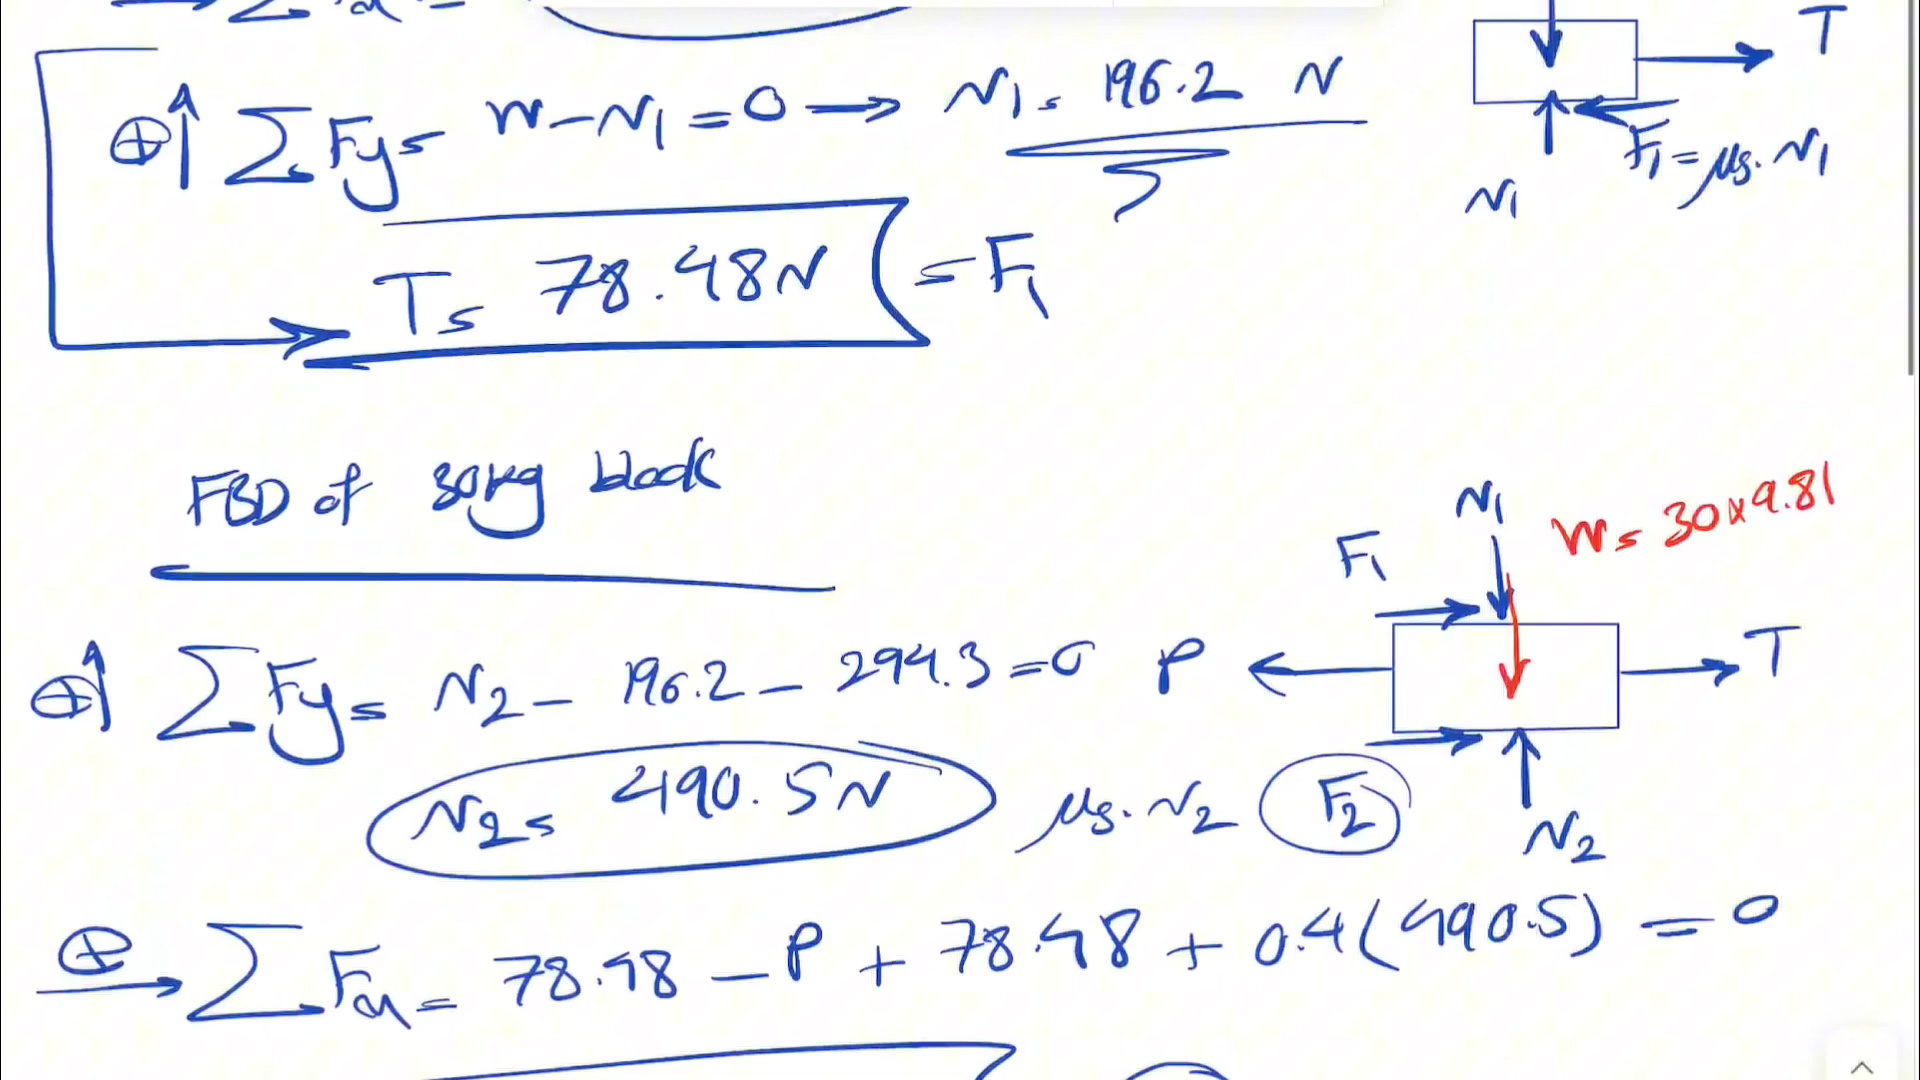 ⊕↑ ΣFy = W - N1 = 0 → N1 = 196.2 N
T
F1 = μs. N1
N1
T = 78.48 N = F1
FBD of 30kg block
N1
W = 30 x 9.81
F1
⊕↑ ΣFy = N2 - 196.2 - 294.3 = 0
P
T
N2 = 490.5 N
μs. N2
F2
N2
⊕→ ΣFx = 78.48 - P + 78.48 + 0.4(490.5) = 0